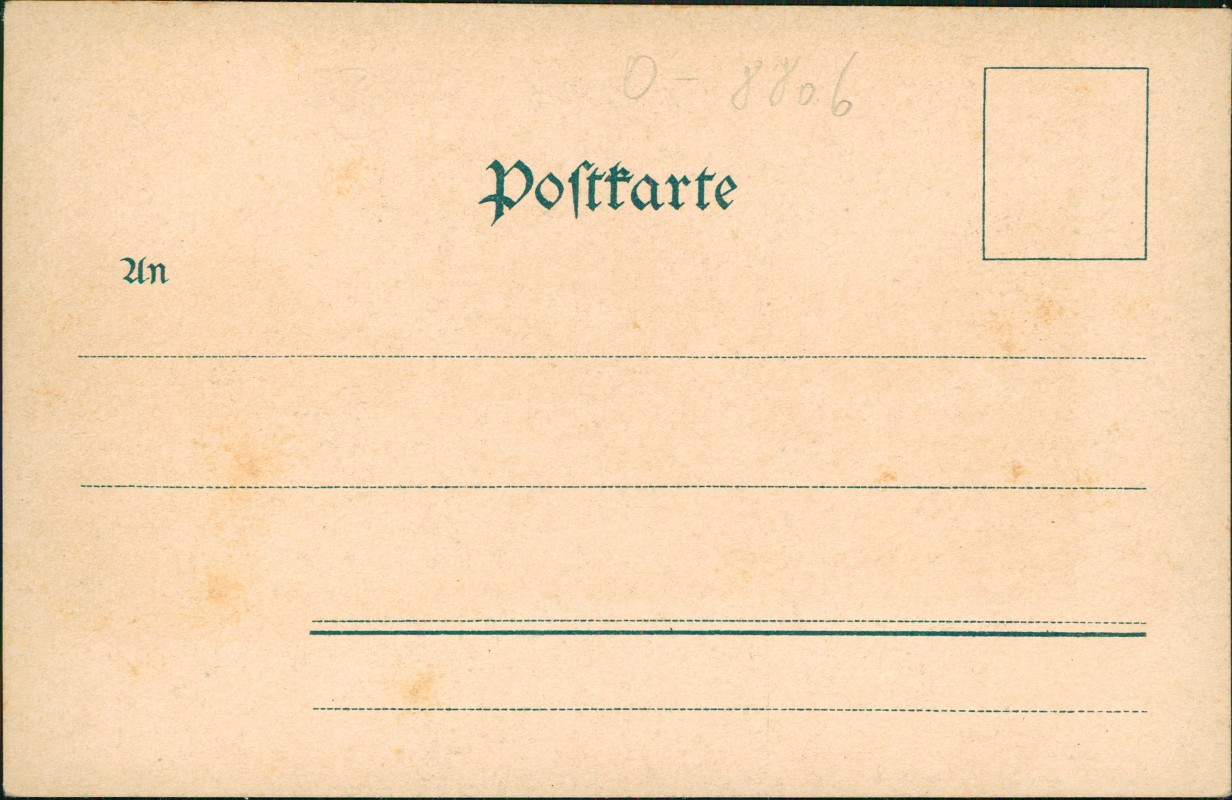 O - 8806
Poſtkarte
An